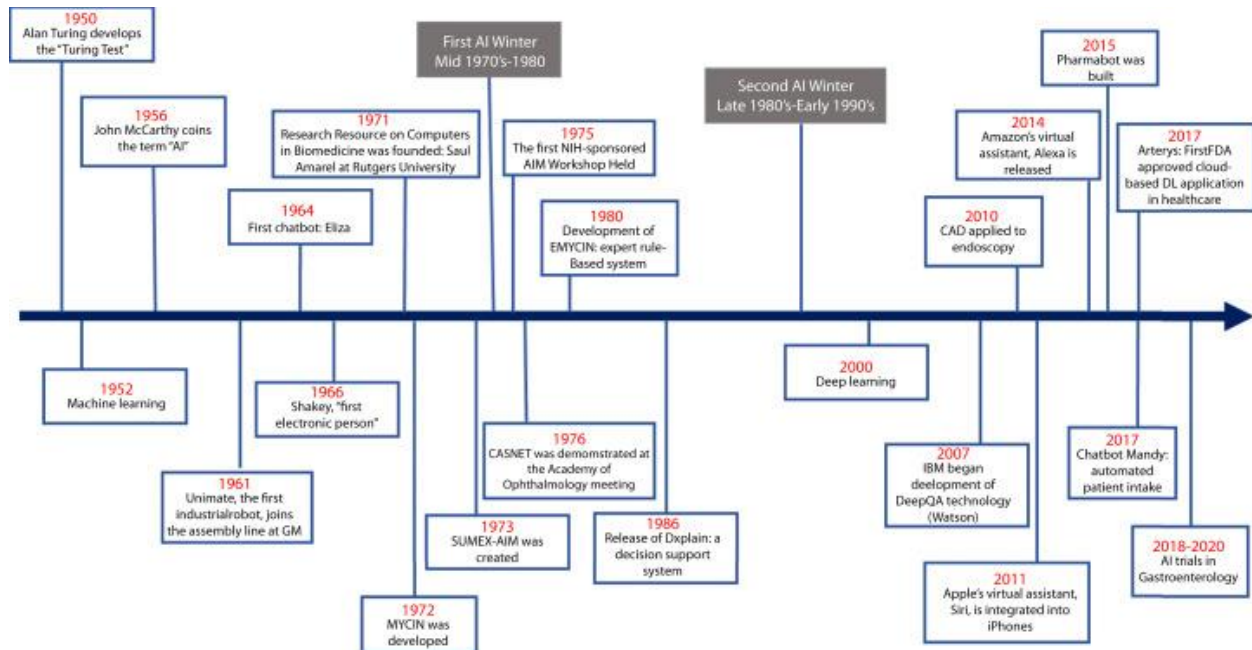 1950
Alan Turing develops
the "Turing Test"
1956
John McCarthy coins
the term "AI"
1964
First chatbot: Eliza
1971
Research Resource on Computers
in Biomedicine was founded: Saul
Amarel at Rutgers University
First AI Winter
Mid 1970's-1980
1975
The first NIH-sponsored
AIM Workshop Held
1980
Development of
EMYCIN: expert rule-
Based system
Second AI Winter
Late 1980's-Early 1990's
2010
CAD applied to
endoscopy
2014
Amazon's virtual
assistant, Alexa is
released
2015
Pharmabot was
built
2017
Arterys: FirstFDA
approved cloud-
based DL application
in healthcare
1952
Machine learning
1961
Unimate, the first
industrialrobot, joins
the assembly line at GM
1966
Shakey, "first
electronic person"
1972
MYCIN was
developed
1973
SUMEX-AIM was
created
1976
CASNET was demomstrated at
the Academy of
Ophthalmology meeting
1986
Release of Dxplain: a
decision support
system
2000
Deep learning
2007
IBM began
deelopment of
DeepQA technology
(Watson)
2011
Apple's virtual assistant,
Siri, is integrated into
iPhones
2017
Chatbot Mandy:
automated
patient intake
2018-2020
AI trials in
Gastroenterology